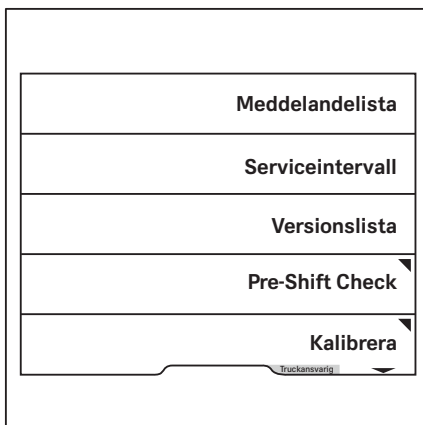 Meddelandelista
Serviceintervall
Versionslista
Pre-Shift Check
Kalibrera
Truckansvarig